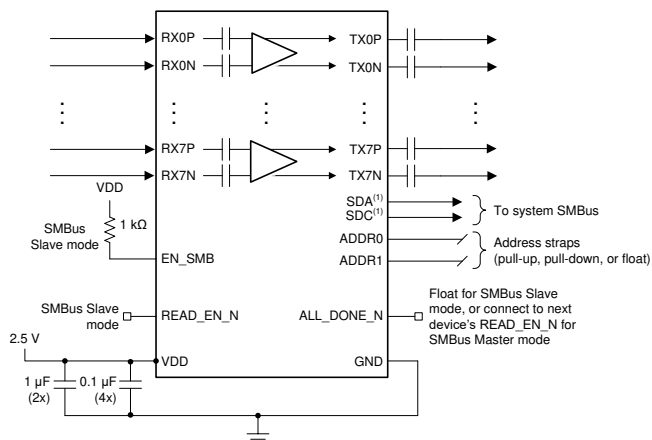 RX0P
TX0P
RX0N
TX0N
RX7P
TX7P
RX7N
TX7N
VDD
1 kΩ
SMBus
Slave mode
EN_SMB
SDA(1)
SDC(1)
To system SMBus
ADDR0
ADDR1
Address straps
(pull-up, pull-down, or float)
SMBus Slave
mode
READ_EN_N
ALL_DONE_N
Float for SMBus Slave
mode, or connect to next
device's READ_EN_N for
SMBus Master mode
2.5 V
VDD
GND
1 μF
(2x)
0.1 μF
(4x)